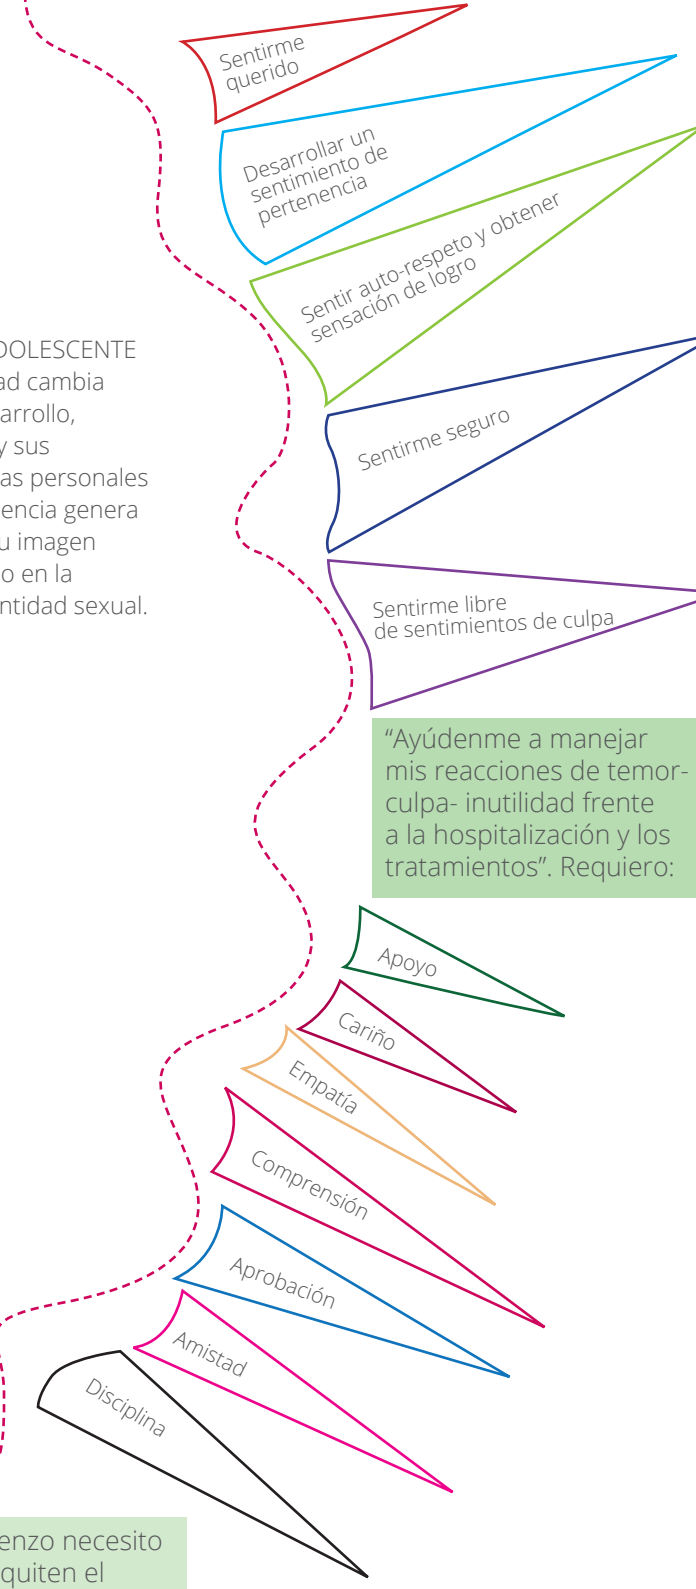 Sentirme
querido
Desarrollar un
sentimiento de
pertenencia
Sentir auto-respeto y obtener
sensación de logro
DOLESCENTE
ad cambia
arrollo,
y sus
as personales
encia genera
u imagen
o en la
ntidad sexual.
Sentirme seguro
Sentirme libre
de sentimientos de culpa
“Ayúdenme a manejar
mis reacciones de temor-
culpa- inutilidad frente
a la hospitalización y los
tratamientos”. Requiero:
Apoyo
Cariño
Empatía
Comprensión
Aprobación
Amistad
Disciplina
enzo necesito
quiten el